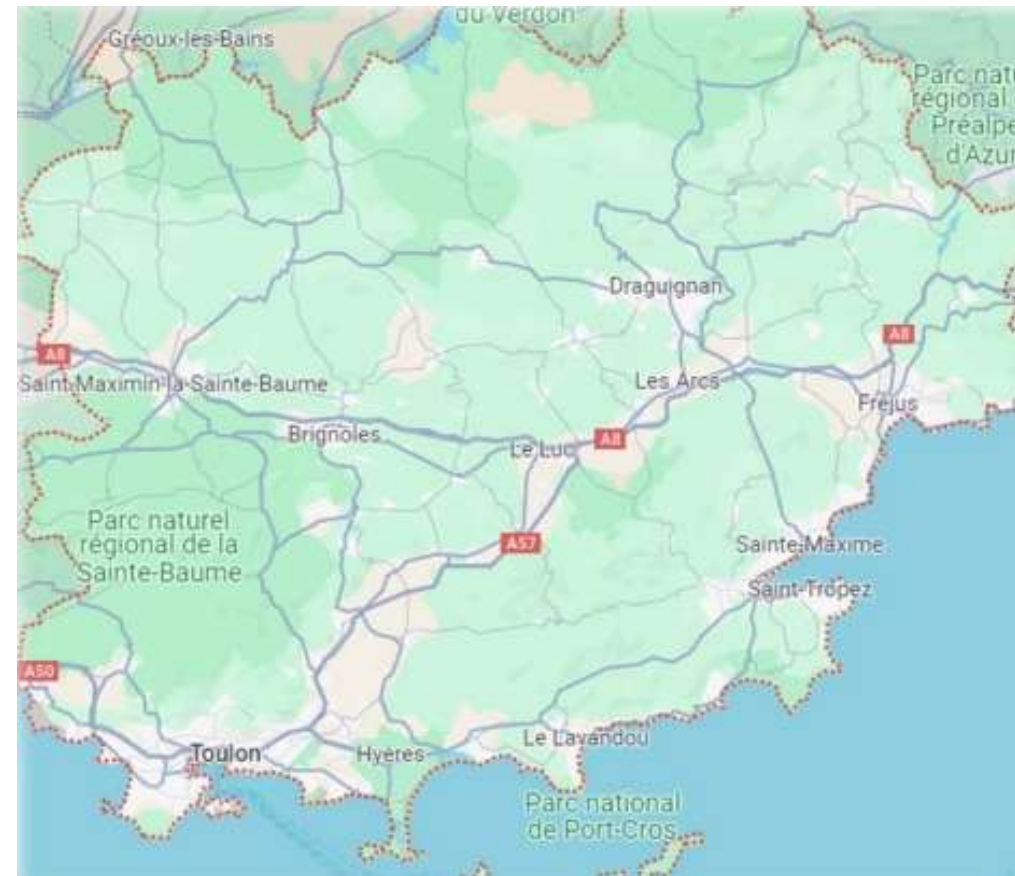 du Verdon
Gréoux-les-Bains
Parc natu
régional
Préalpe
d'Azur
Draguignan
A8
A8
Saint-Maximin-la-Sainte-Baume
Les Arcs
Fréjus
Brignoles
A8
Le Luc
Parc naturel
régional de la
Sainte-Baume
A57
Sainte-Maxime
Saint-Tropez
A50
Toulon
Hyères
Le Lavandou
Parc national
de Port-Cros